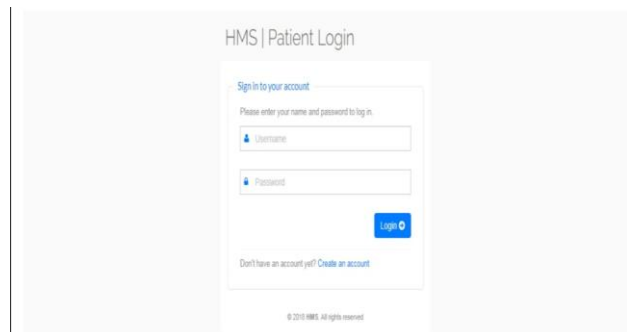 HMS | Patient Login
Sign in to your account
Please enter your name and password to log in.
Username
Password
Login
Don't have an account yet? Create an account
© 2015 HMS. All rights reserved